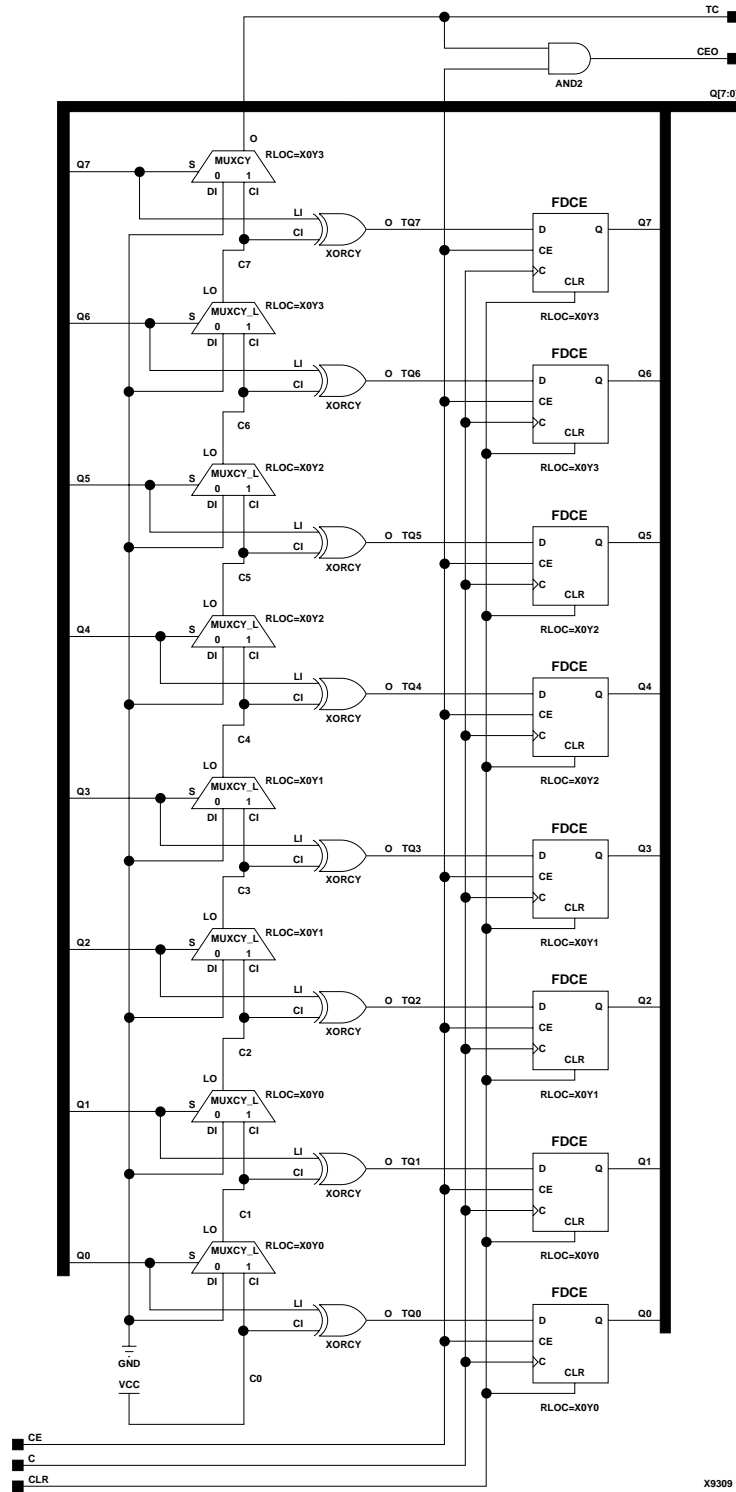 TC
CEO
AND2
Q[7:0]
O
Q7 S MUXCY RLOC=X0Y3
0 1
DI CI
LI
CI
XORCY
O TQ7
C7
FDCE
D Q Q7
CE
C
CLR
RLOC=X0Y3
LO
Q6 S MUXCY_L RLOC=X0Y3
0 1
DI CI
LI
CI
XORCY
O TQ6
C6
FDCE
D Q Q6
CE
C
CLR
RLOC=X0Y3
LO
Q5 S MUXCY_L RLOC=X0Y2
0 1
DI CI
LI
CI
XORCY
O TQ5
C5
FDCE
D Q Q5
CE
C
CLR
RLOC=X0Y2
LO
Q4 S MUXCY_L RLOC=X0Y2
0 1
DI CI
LI
CI
XORCY
O TQ4
C4
FDCE
D Q Q4
CE
C
CLR
RLOC=X0Y2
LO
Q3 S MUXCY_L RLOC=X0Y1
0 1
DI CI
LI
CI
XORCY
O TQ3
C3
FDCE
D Q Q3
CE
C
CLR
RLOC=X0Y1
LO
Q2 S MUXCY_L RLOC=X0Y1
0 1
DI CI
LI
CI
XORCY
O TQ2
C2
FDCE
D Q Q2
CE
C
CLR
RLOC=X0Y1
LO
Q1 S MUXCY_L RLOC=X0Y0
0 1
DI CI
LI
CI
XORCY
O TQ1
C1
FDCE
D Q Q1
CE
C
CLR
RLOC=X0Y0
LO
Q0 S MUXCY_L RLOC=X0Y0
0 1
DI CI
LI
CI
XORCY
O TQ0
C0
FDCE
D Q Q0
CE
C
CLR
RLOC=X0Y0
GND
VCC
CE
C
CLR
X9309